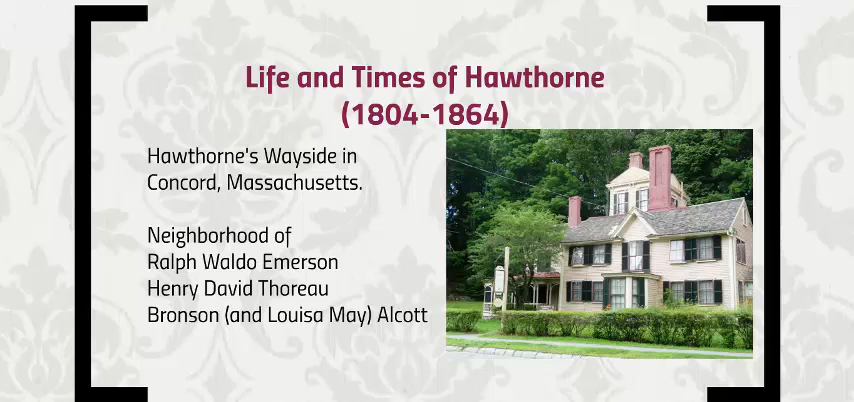 Life and Times of Hawthorne
(1804-1864)
Hawthorne's Wayside in
Concord, Massachusetts.
Neighborhood of
Ralph Waldo Emerson
Henry David Thoreau
Bronson (and Louisa May) Alcott